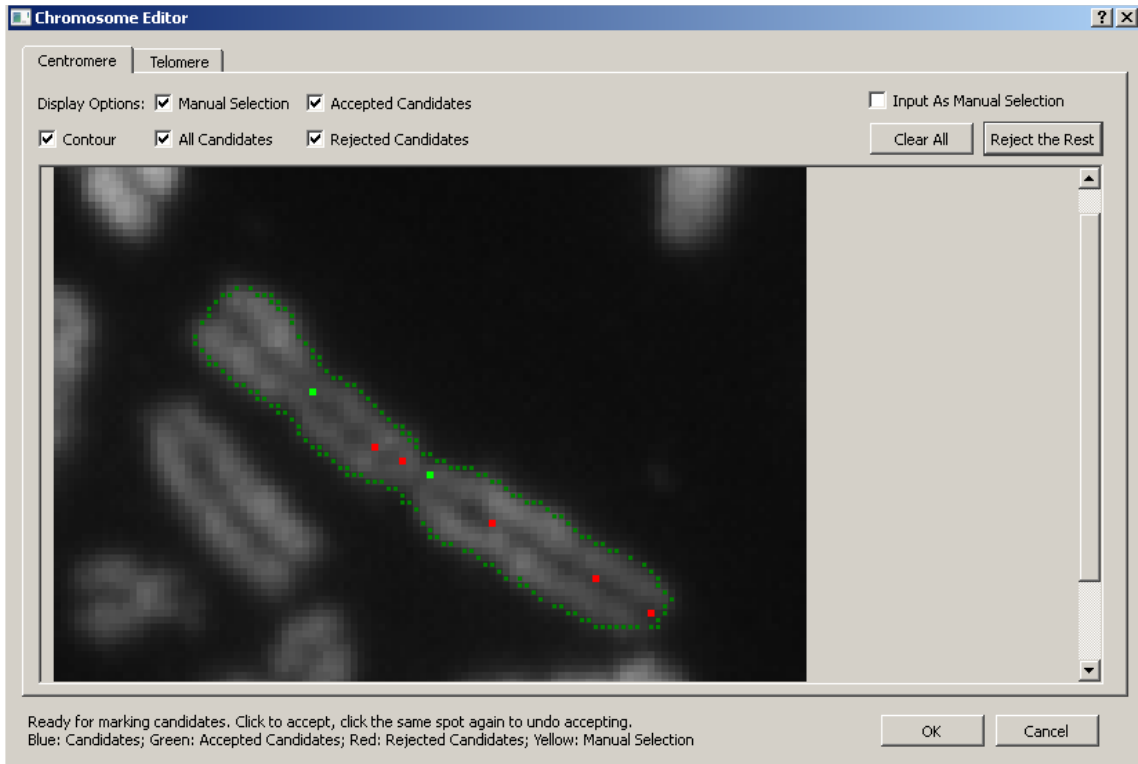 Chromosome Editor
Centromere
Telomere
Display Options: Manual Selection Accepted Candidates
Input As Manual Selection
Contour All Candidates Rejected Candidates
Clear All
Reject the Rest
Ready for marking candidates. Click to accept, click the same spot again to undo accepting.
Blue: Candidates; Green: Accepted Candidates; Red: Rejected Candidates; Yellow: Manual Selection
OK
Cancel